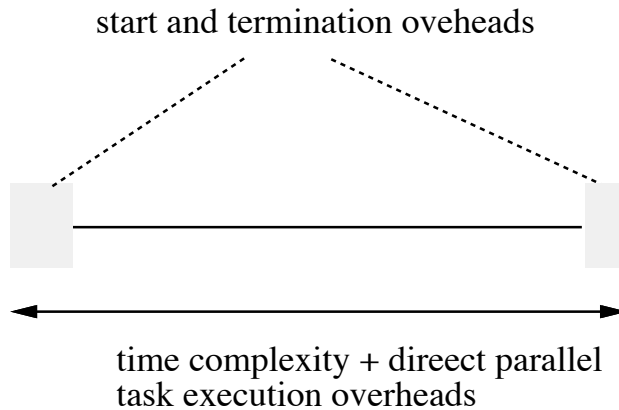 start and termination oveheads
time complexity + direect parallel
task execution overheads